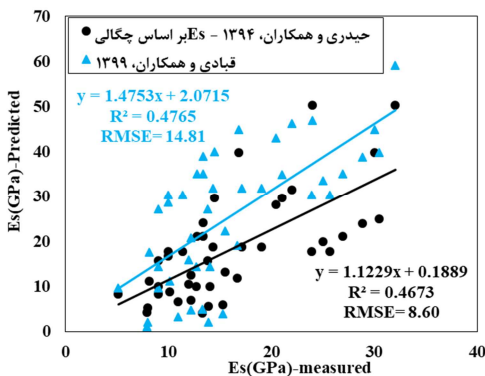 70
60
50
40
30
20
10
0
Es(GPa)-Predicted
حیدری و همکاران، ۱۳۹۴ – Esبر اساس چگالی
قبادی و همکاران، ۱۳۹۹
y = 1.4753x + 2.0715
R² = 0.4765
RMSE= 14.81
y = 1.1229x + 0.1889
R² = 0.4673
RMSE= 8.60
0 10 20 30 40
Es(GPa)-measured